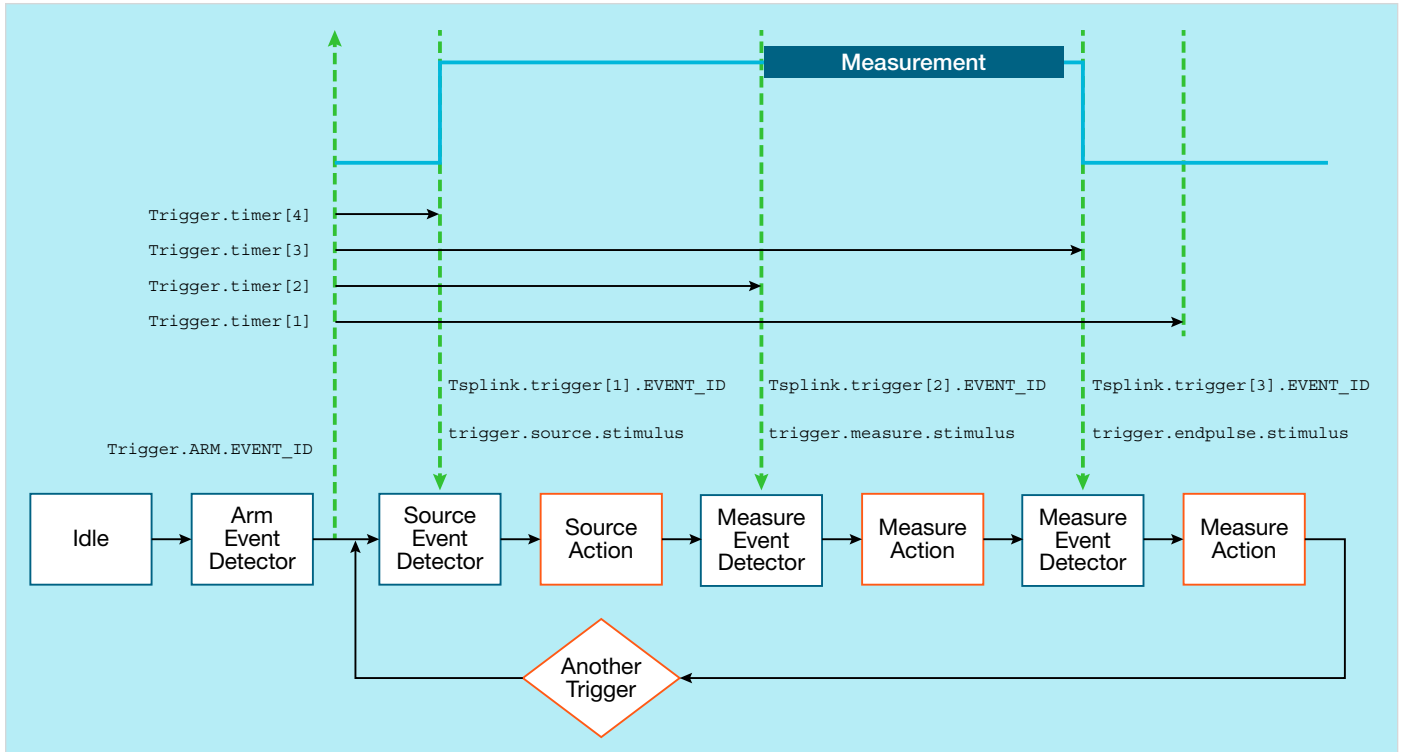 Measurement
Trigger.timer[4]
Trigger.timer[3]
Trigger.timer[2]
Trigger.timer[1]
Tsplink.trigger[1].EVENT_ID
Tsplink.trigger[2].EVENT_ID
Tsplink.trigger[3].EVENT_ID
trigger.source.stimulus
trigger.measure.stimulus
trigger.endpulse.stimulus
Trigger.ARM.EVENT_ID
Idle
Arm
Event
Detector
Source
Event
Detector
Source
Action
Measure
Event
Detector
Measure
Action
Measure
Event
Detector
Measure
Action
Another
Trigger